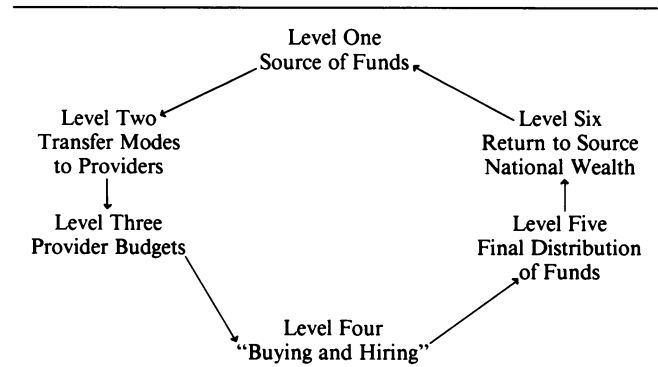 Level One
Source of Funds
Level Two
Transfer Modes
to Providers
Level Three
Provider Budgets
Level Four
“Buying and Hiring”
Level Five
Final Distribution
of Funds
Level Six
Return to Source
National Wealth